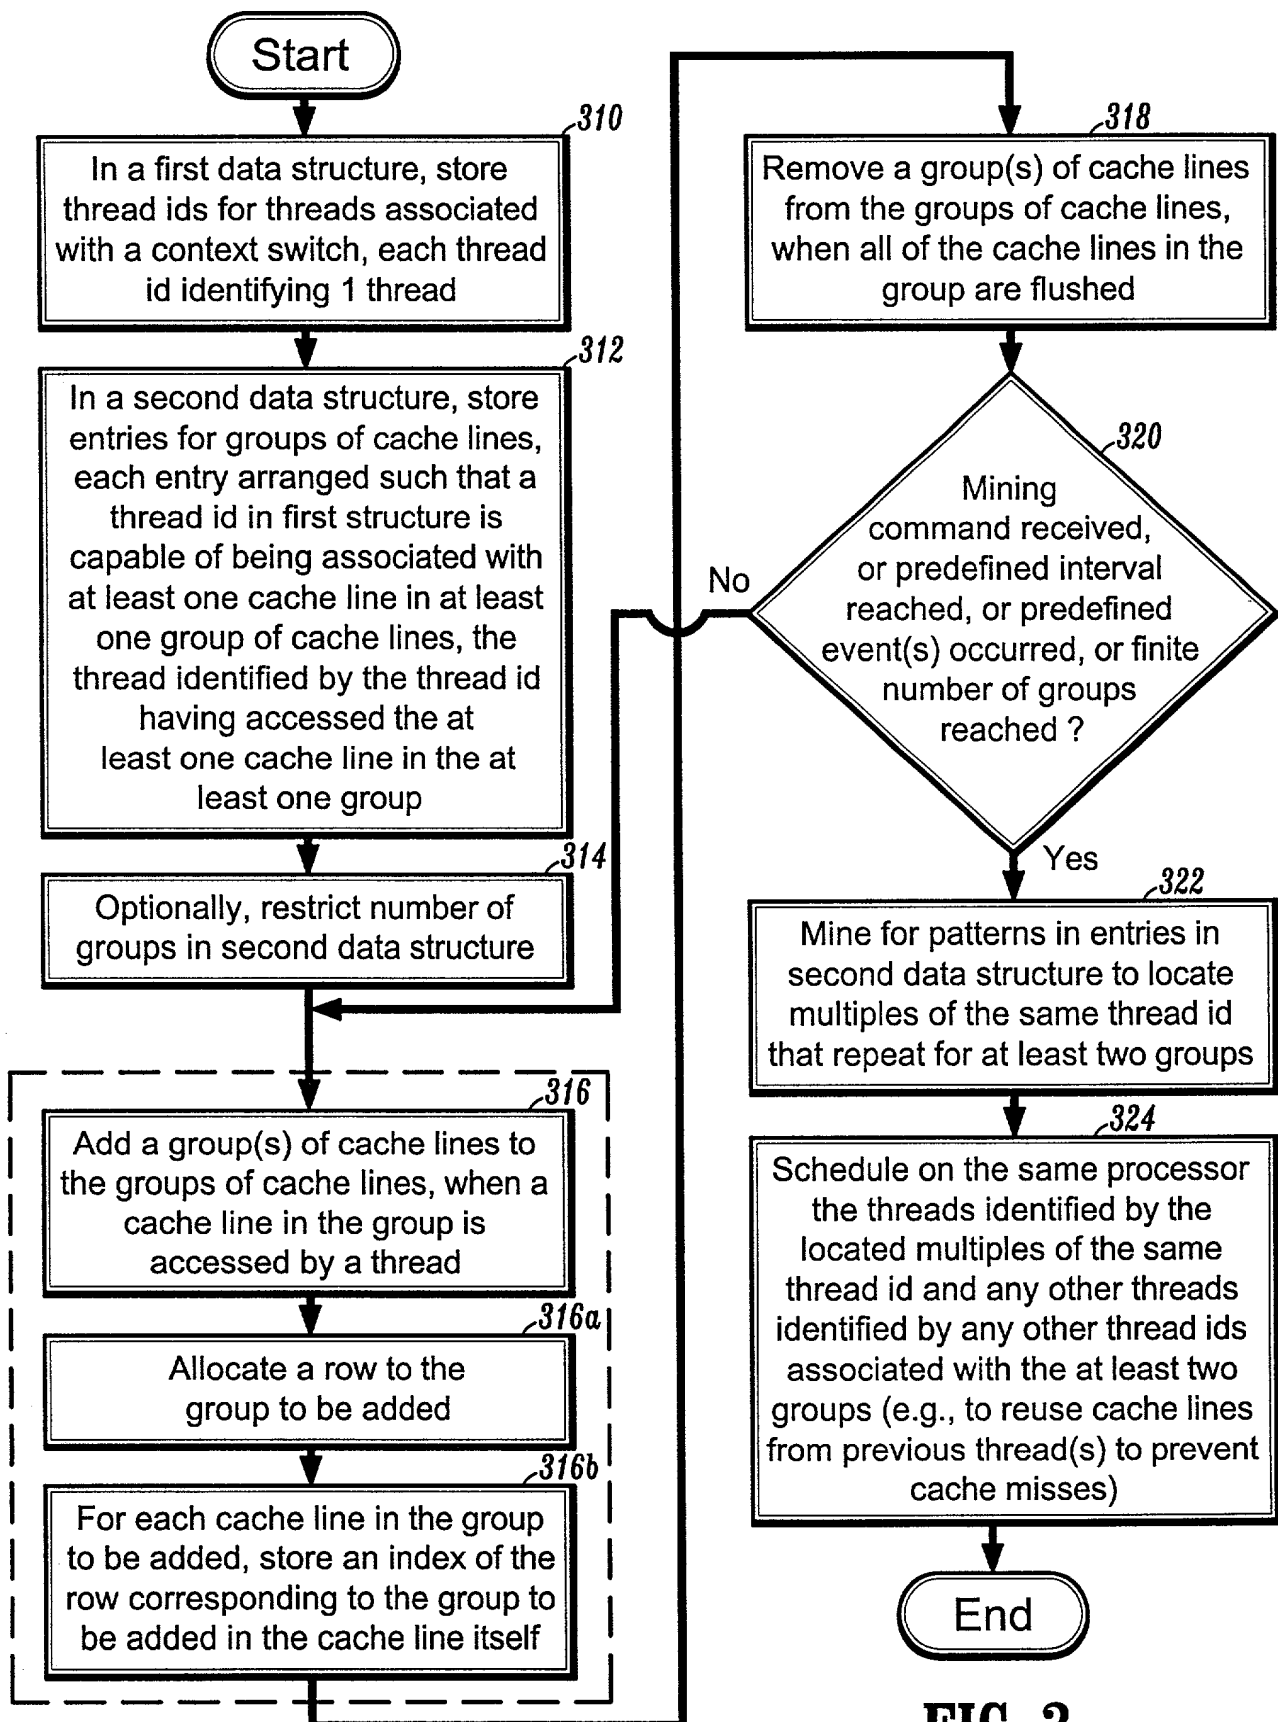 Start
310
In a first data structure, store
thread ids for threads associated
with a context switch, each thread
id identifying 1 thread
312
In a second data structure, store
entries for groups of cache lines,
each entry arranged such that a
thread id in first structure is
capable of being associated with
at least one cache line in at least
one group of cache lines, the
thread identified by the thread id
having accessed the at
least one cache line in the at
least one group
314
Optionally, restrict number of
groups in second data structure
316
Add a group(s) of cache lines to
the groups of cache lines, when a
cache line in the group is
accessed by a thread
316a
Allocate a row to the
group to be added
316b
For each cache line in the group
to be added, store an index of the
row corresponding to the group to
be added in the cache line itself
318
Remove a group(s) of cache lines
from the groups of cache lines,
when all of the cache lines in the
group are flushed
320
Mining
command received,
or predefined interval
reached, or predefined
event(s) occurred, or finite
number of groups
reached ?
No
Yes
322
Mine for patterns in entries in
second data structure to locate
multiples of the same thread id
that repeat for at least two groups
324
Schedule on the same processor
the threads identified by the
located multiples of the same
thread id and any other threads
identified by any other thread ids
associated with the at least two
groups (e.g., to reuse cache lines
from previous thread(s) to prevent
cache misses)
End